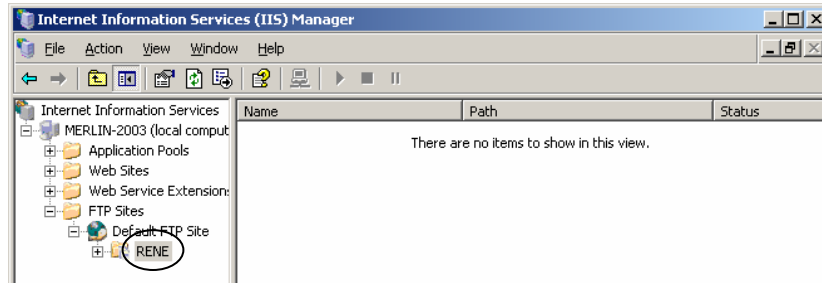 Internet Information Services (IIS) Manager
File Action View Window Help
Internet Information Services
MERLIN-2003 (local comput
Application Pools
Web Sites
Web Service Extension:
FTP Sites
Default FTP Site
RENE
Name Path Status
There are no items to show in this view.